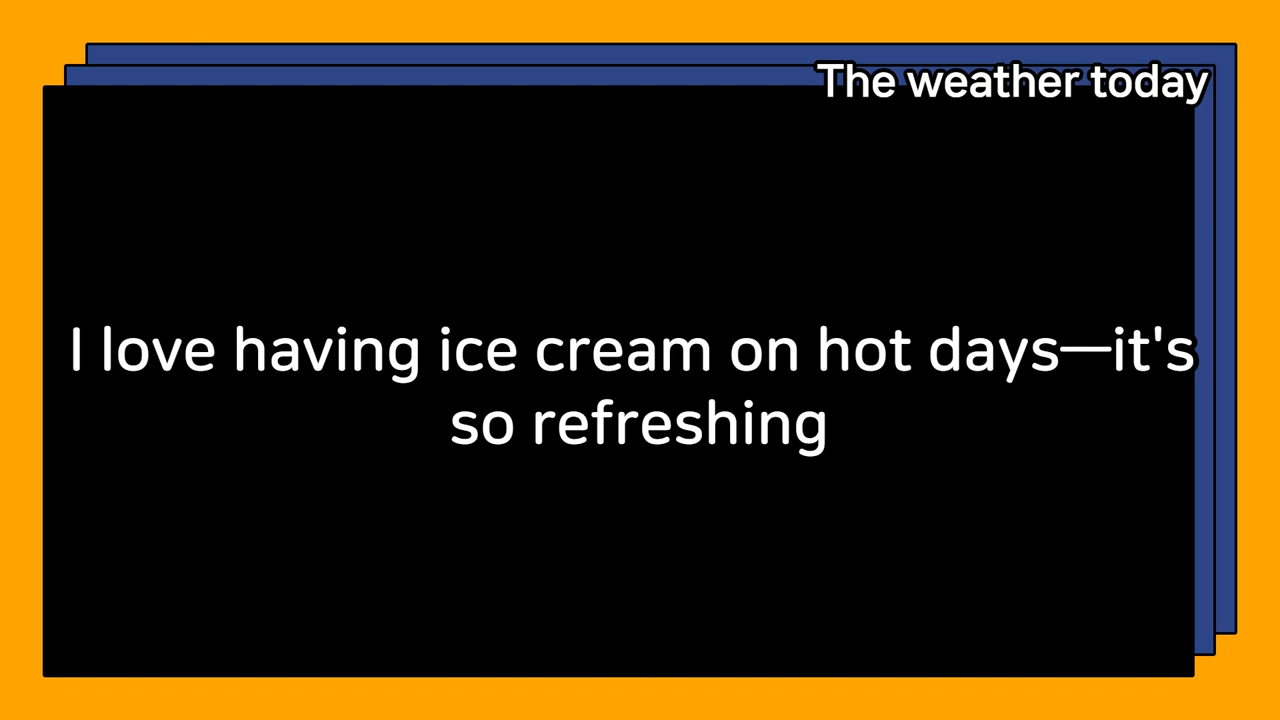 The weather today
I love having ice cream on hot days—it's
so refreshing